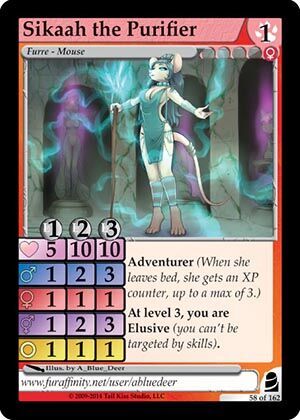 Sikaah the Purifier
1
Furre - Mouse
1 2 3
5 10 10
1 2 3
1 1 1
1 2 3
1 1 1
Adventurer (When she
leaves bed, she gets an XP
counter, up to a max of 3.)
At level 3, you are
Elusive (you can't be
targeted by skills).
Illus. by A_Blue_Deer
www.furaffinity.net/user/abluedeer
© 2009-2014 Tail Kiss Studio, LLC
58 of 162